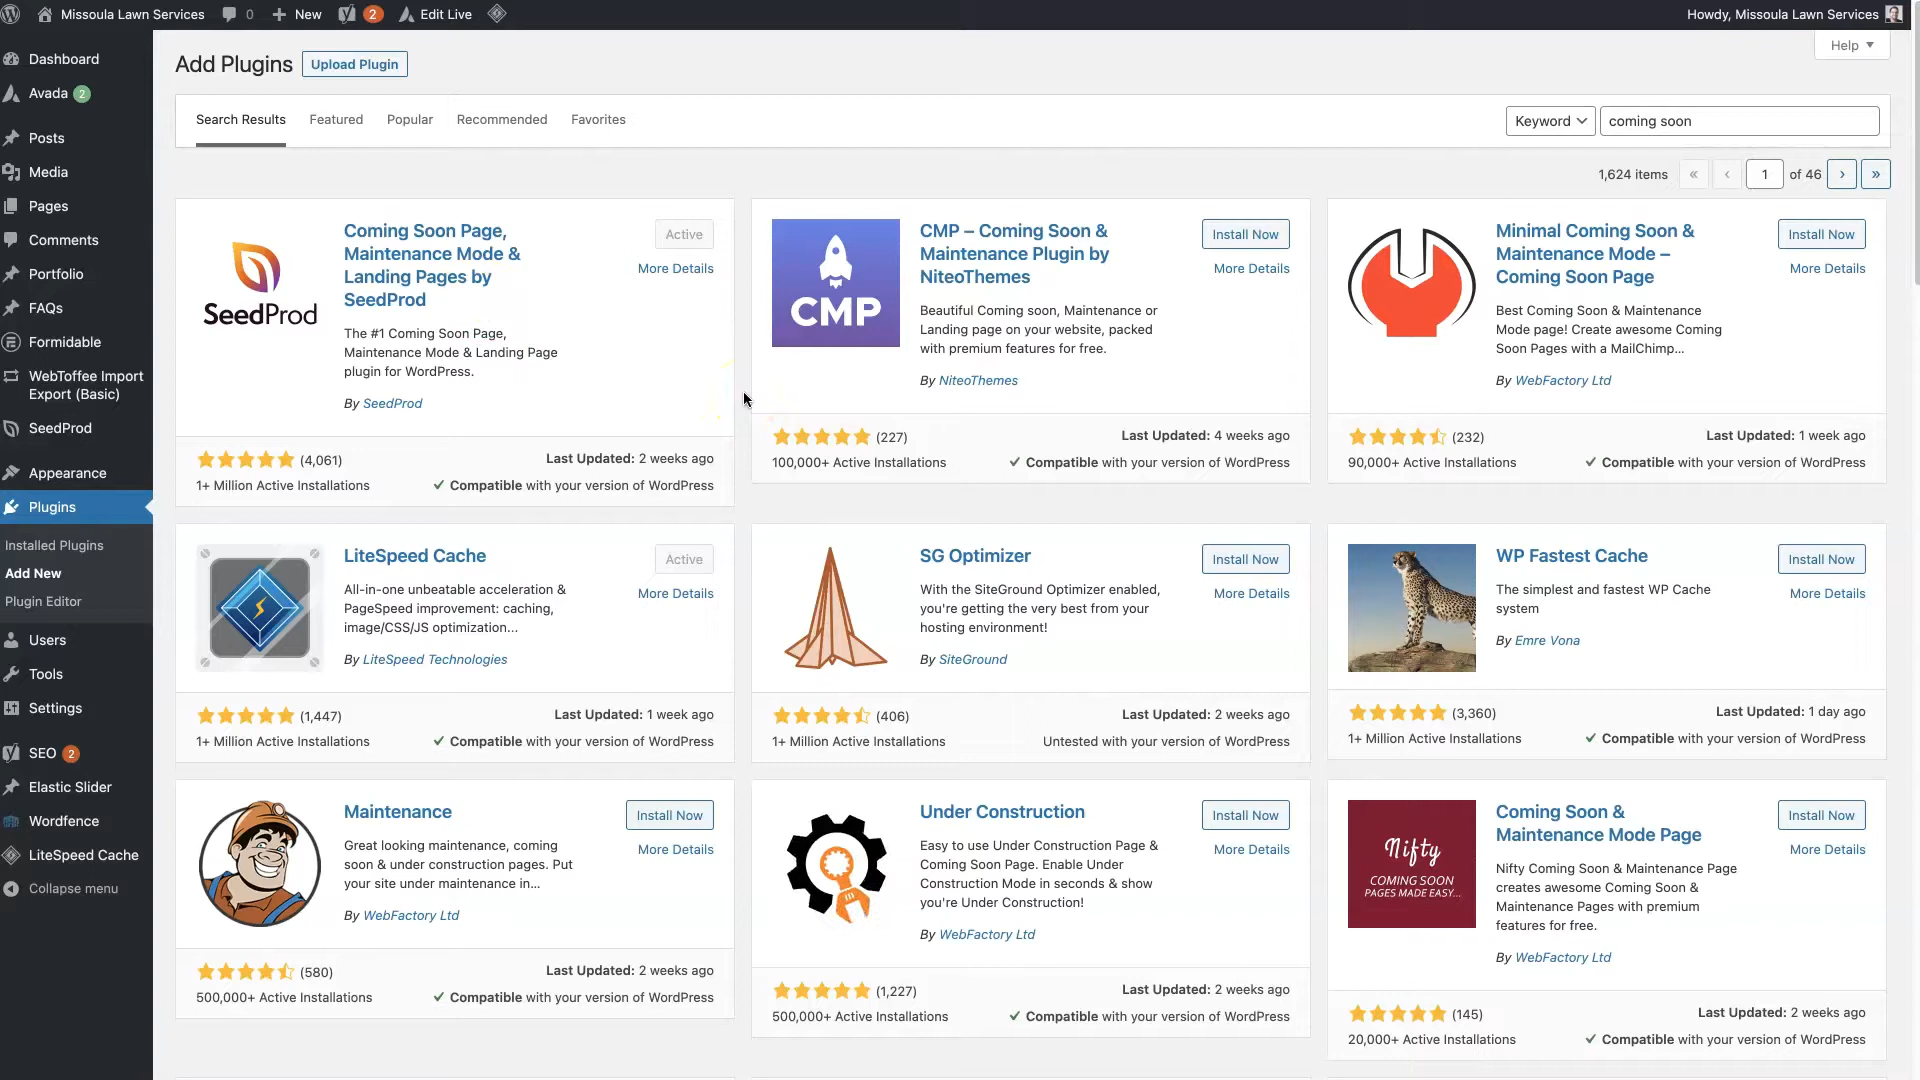 Missoula Lawn Services
0
New
2
Edit Live
Howdy, Missoula Lawn Services
Help
Dashboard
Avada 2
Posts
Media
Pages
Comments
Portfolio
FAQs
Formidable
WebToffee Import
Export (Basic)
SeedProd
Appearance
Plugins
Installed Plugins
Add New
Plugin Editor
Users
Tools
Settings
SEO 2
Elastic Slider
Wordfence
LiteSpeed Cache
Collapse menu
Add Plugins
Upload Plugin
Search Results
Featured
Popular
Recommended
Favorites
Keyword
coming soon
1,624 items
«
‹
1
of 46
›
»
SeedProd
Coming Soon Page,
Maintenance Mode &
Landing Pages by
SeedProd
Active
More Details
The #1 Coming Soon Page,
Maintenance Mode & Landing Page
plugin for WordPress.
By SeedProd
(4,061)
Last Updated: 2 weeks ago
1+ Million Active Installations
Compatible with your version of WordPress
CMP
CMP – Coming Soon &
Maintenance Plugin by
NiteoThemes
Install Now
More Details
Beautiful Coming soon, Maintenance or
Landing page on your website, packed
with premium features for free.
By NiteoThemes
(227)
Last Updated: 4 weeks ago
100,000+ Active Installations
Compatible with your version of WordPress
Minimal Coming Soon &
Maintenance Mode –
Coming Soon Page
Install Now
More Details
Best Coming Soon & Maintenance
Mode page! Create awesome Coming
Soon Pages with a MailChimp...
By WebFactory Ltd
(232)
Last Updated: 1 week ago
90,000+ Active Installations
Compatible with your version of WordPress
LiteSpeed Cache
Active
More Details
All-in-one unbeatable acceleration &
PageSpeed improvement: caching,
image/CSS/JS optimization...
By LiteSpeed Technologies
(1,447)
Last Updated: 1 week ago
1+ Million Active Installations
Compatible with your version of WordPress
SG Optimizer
Install Now
More Details
With the SiteGround Optimizer enabled,
you're getting the very best from your
hosting environment!
By SiteGround
(406)
Last Updated: 2 weeks ago
1+ Million Active Installations
Untested with your version of WordPress
WP Fastest Cache
Install Now
More Details
The simplest and fastest WP Cache
system
By Emre Vona
(3,360)
Last Updated: 1 day ago
1+ Million Active Installations
Compatible with your version of WordPress
Maintenance
Install Now
More Details
Great looking maintenance, coming
soon & under construction pages. Put
your site under maintenance in...
By WebFactory Ltd
(580)
Last Updated: 2 weeks ago
500,000+ Active Installations
Compatible with your version of WordPress
Under Construction
Install Now
More Details
Easy to use Under Construction Page &
Coming Soon Page. Enable Under
Construction Mode in seconds & show
you're Under Construction!
By WebFactory Ltd
(1,227)
Last Updated: 2 weeks ago
500,000+ Active Installations
Compatible with your version of WordPress
Nifty
COMING SOON
PAGES MADE EASY...
Coming Soon &
Maintenance Mode Page
Install Now
More Details
Nifty Coming Soon & Maintenance Page
creates awesome Coming Soon &
Maintenance Pages with premium
features for free.
By WebFactory Ltd
(145)
Last Updated: 2 weeks ago
20,000+ Active Installations
Compatible with your version of WordPress